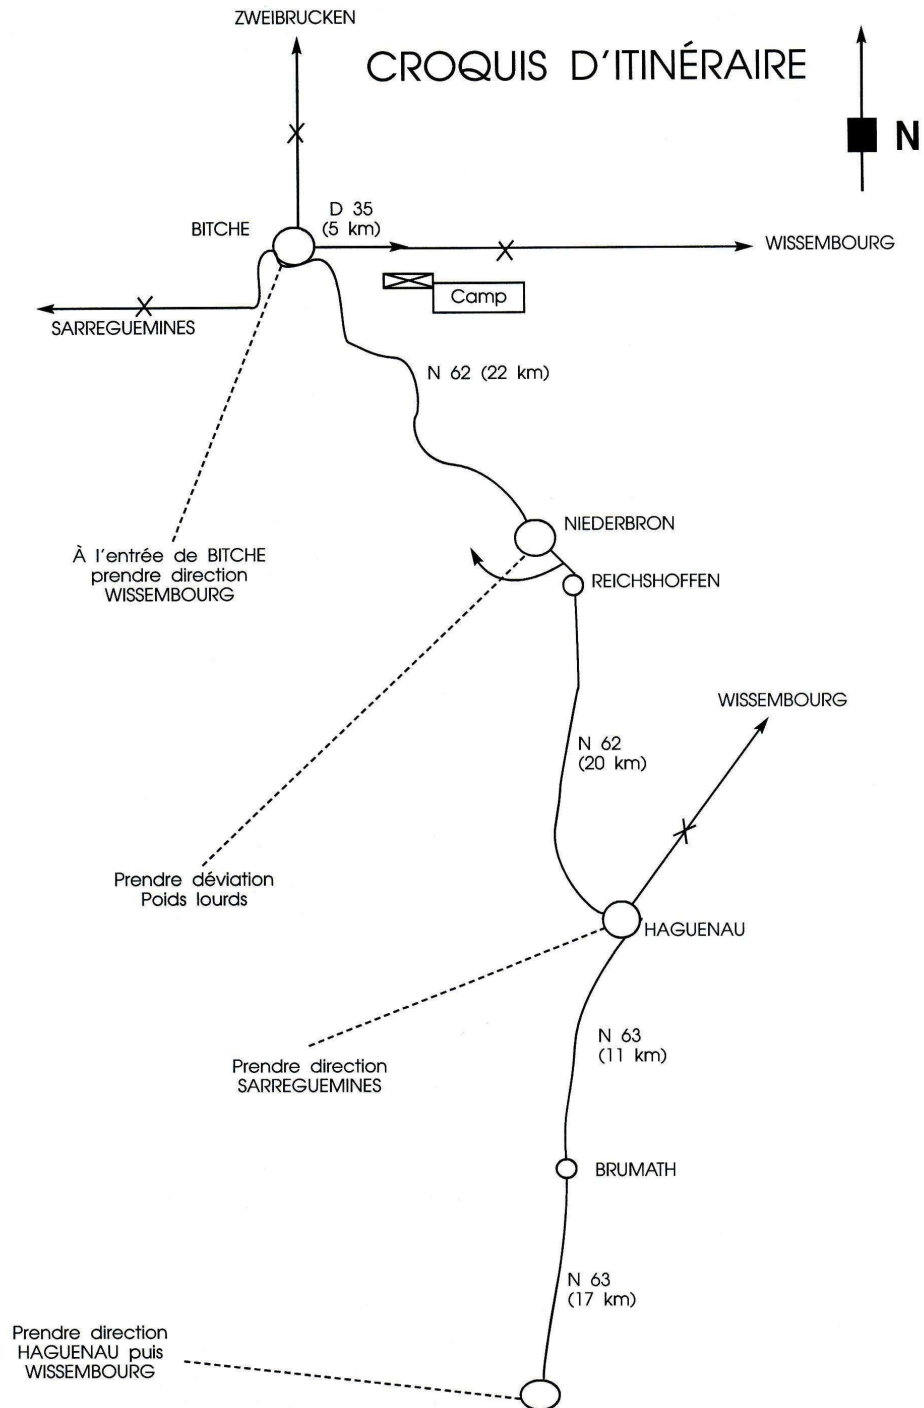 ZWEIBRUCKEN
CROQUIS D'ITINÉRAIRE
N
D 35
(5 km)
BITCHE
WISSEMBOURG
Camp
SARREGUEMINES
N 62 (22 km)
NIEDERBRON
À l'entrée de BITCHE
prendre direction
WISSEMBOURG
REICHSHOFFEN
WISSEMBOURG
N 62
(20 km)
Prendre déviation
Poids lourds
HAGUENAU
N 63
(11 km)
Prendre direction
SARREGUEMINES
BRUMATH
N 63
(17 km)
Prendre direction
HAGUENAU puis
WISSEMBOURG